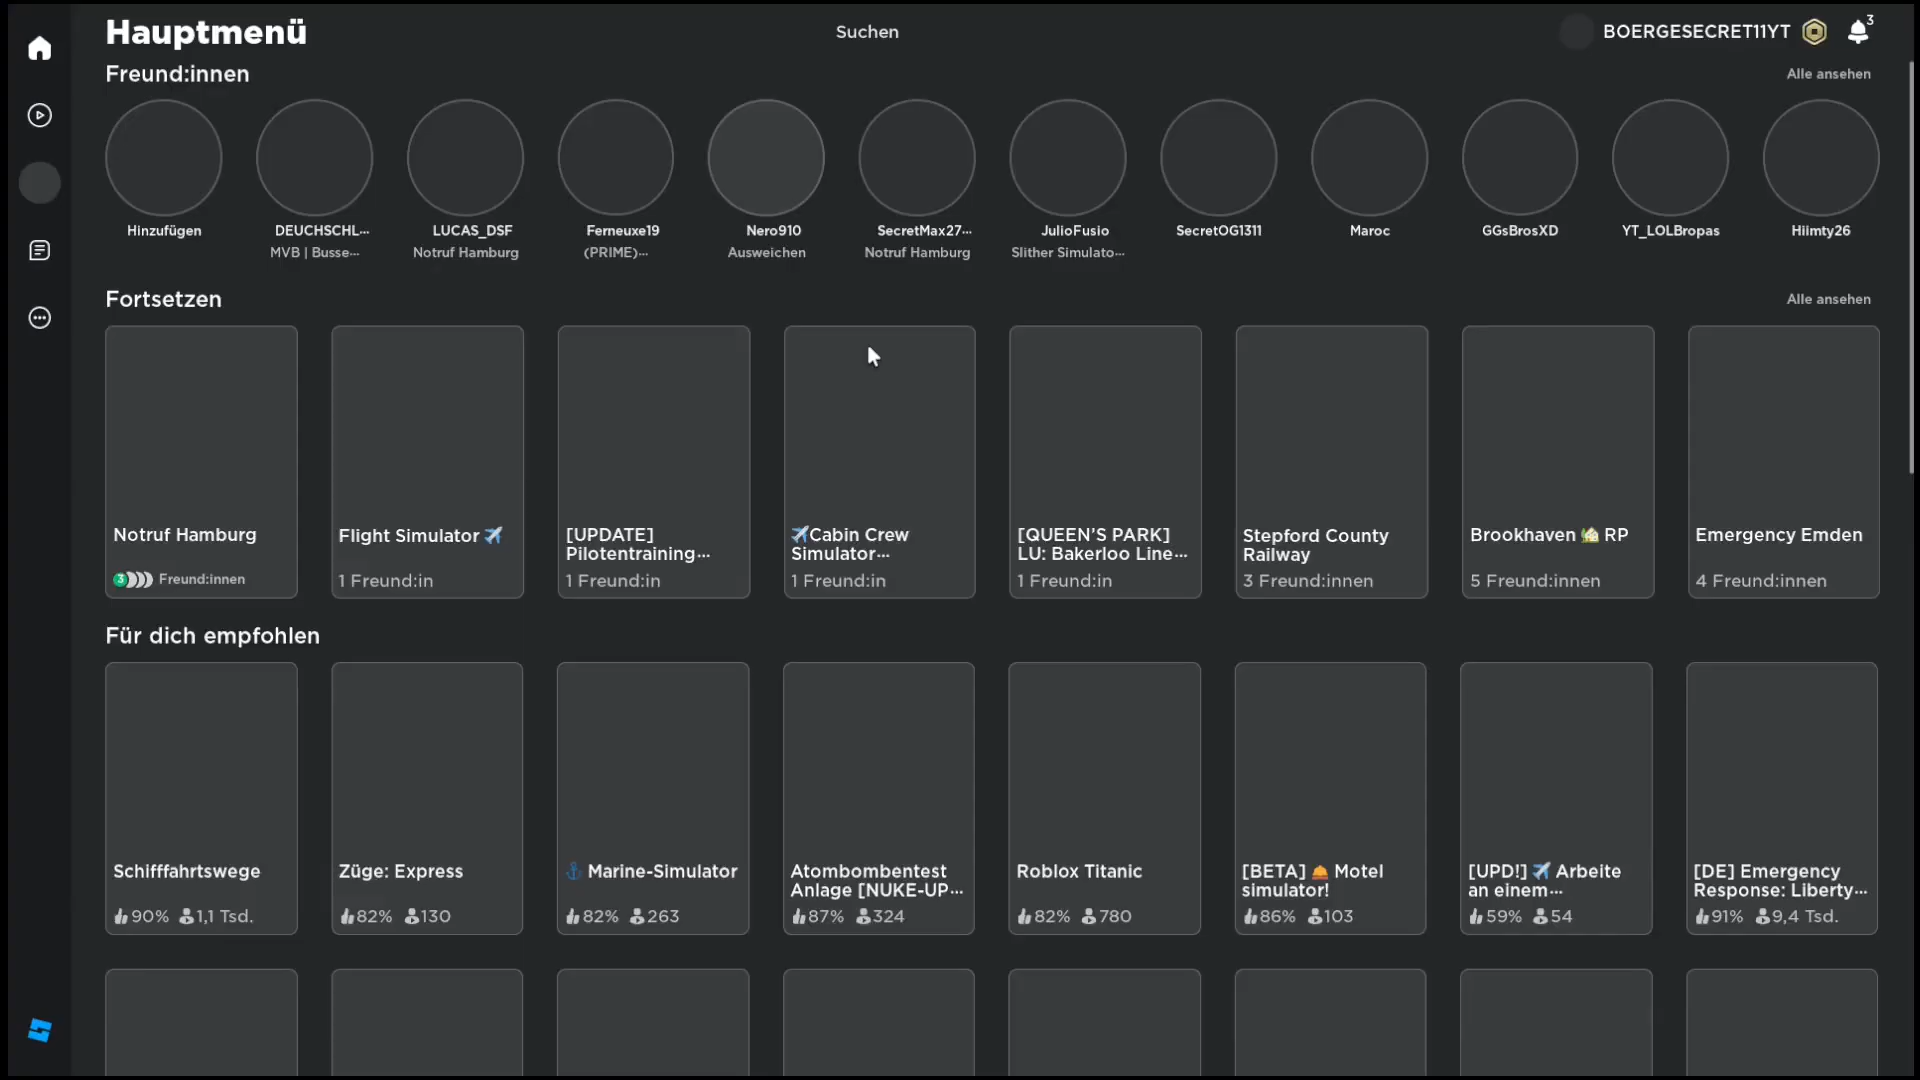 Hauptmenü
Suchen
BOERGESECRET11YT
3
Freund:innen
Alle ansehen
Hinzufügen
DEUCHSCHL...
LUCAS_DSF
Ferneuxe19
Nero910
SecretMax27...
JulioFusio
SecretOG1311
Maroc
GGsBrosXD
YT_LOLBropas
Hiimty26
MVB | Busse...
Notruf Hamburg
(PRIME)...
Ausweichen
Notruf Hamburg
Slither Simulato...
Fortsetzen
Alle ansehen
Notruf Hamburg
3 Freund:innen
Flight Simulator ✈️
1 Freund:in
[UPDATE]
Pilotentraining...
1 Freund:in
✈️Cabin Crew
Simulator...
1 Freund:in
[QUEEN'S PARK]
LU: Bakerloo Line...
1 Freund:in
Stepford County
Railway
3 Freund:innen
Brookhaven 🏡 RP
5 Freund:innen
Emergency Emden
4 Freund:innen
Für dich empfohlen
Schifffahrtswege
90% 1,1 Tsd.
Züge: Express
82% 130
⚓ Marine-Simulator
82% 263
Atombombentest
Anlage [NUKE-UP...
87% 324
Roblox Titanic
82% 780
[BETA] 🛎️ Motel
simulator!
86% 103
[UPD!] ✈️ Arbeite
an einem...
59% 54
[DE] Emergency
Response: Liberty...
91% 9,4 Tsd.